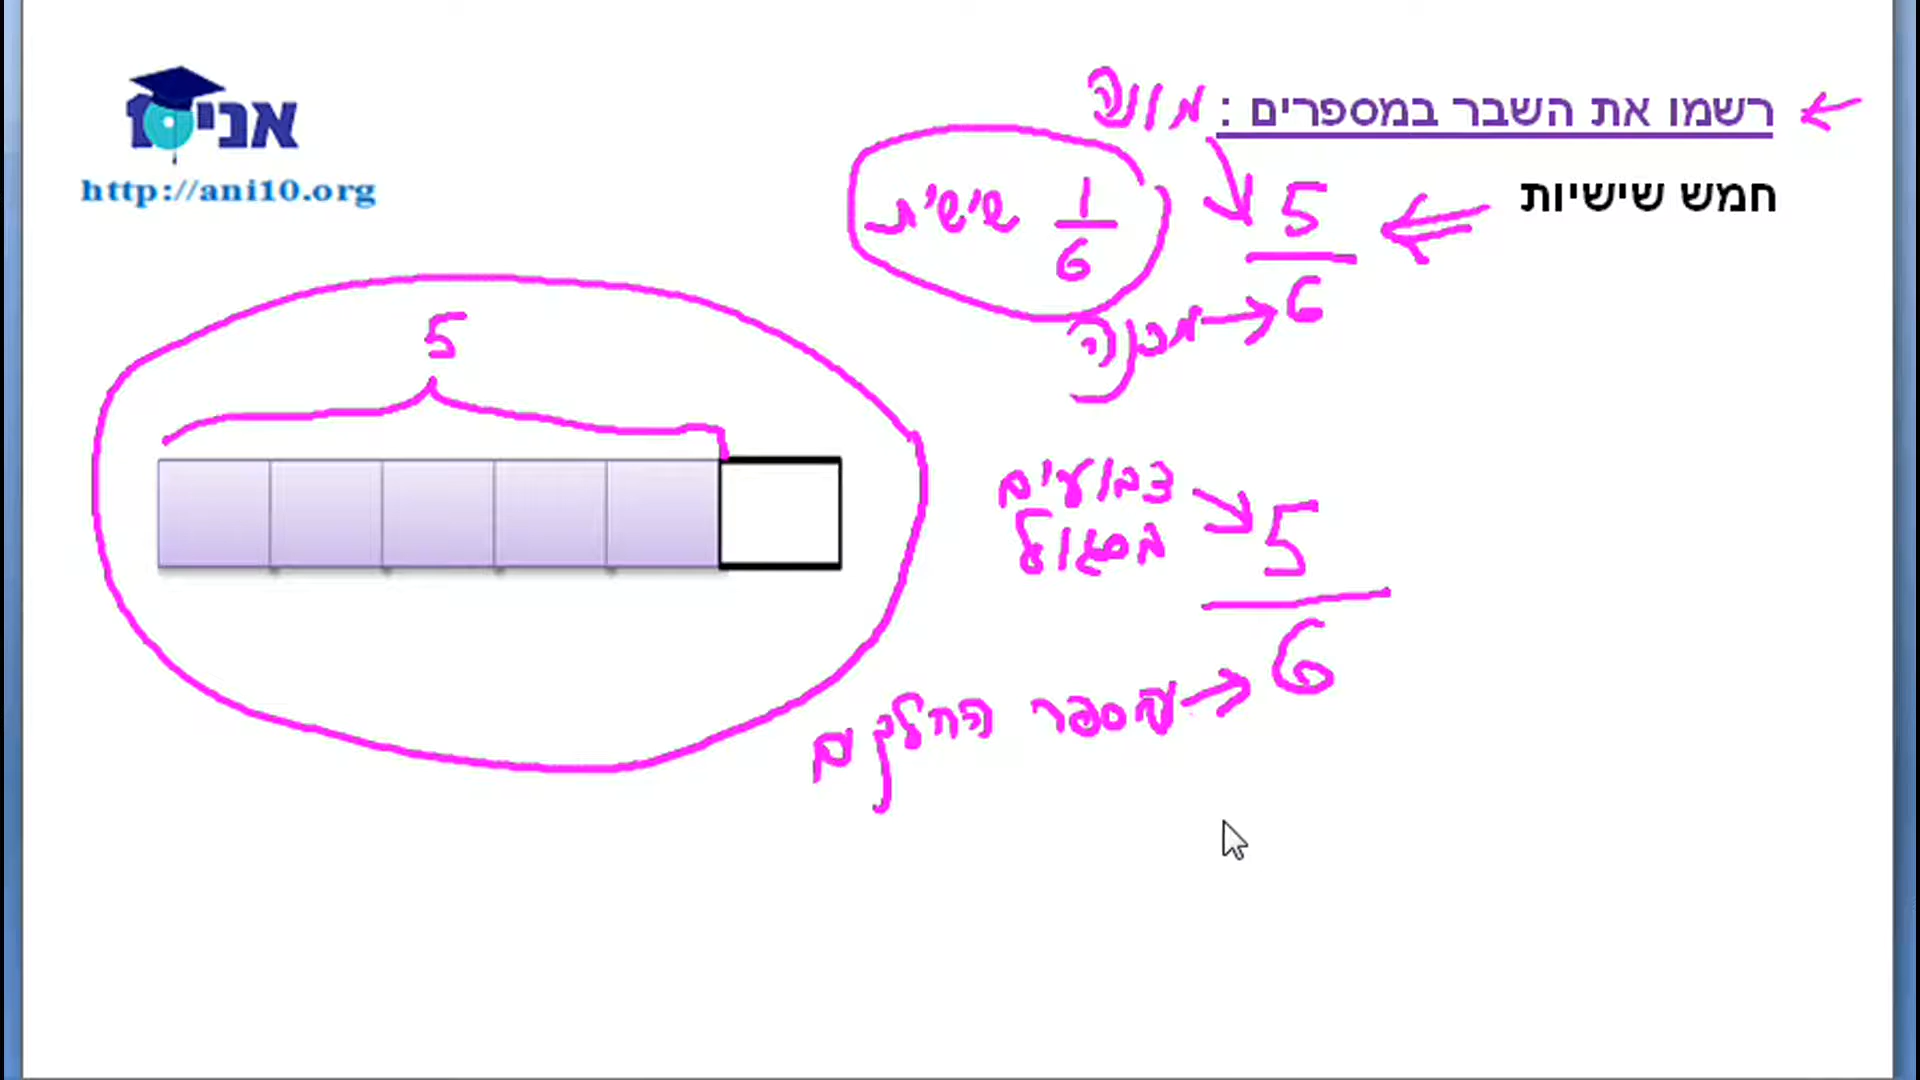 אני10
http://ani10.org
רשמו את השבר במספרים :
מונה
חמש שישיות
5
6
1
6
שישית
מכנה
5
צבועים
בסגול
5
6
מספר החלקים